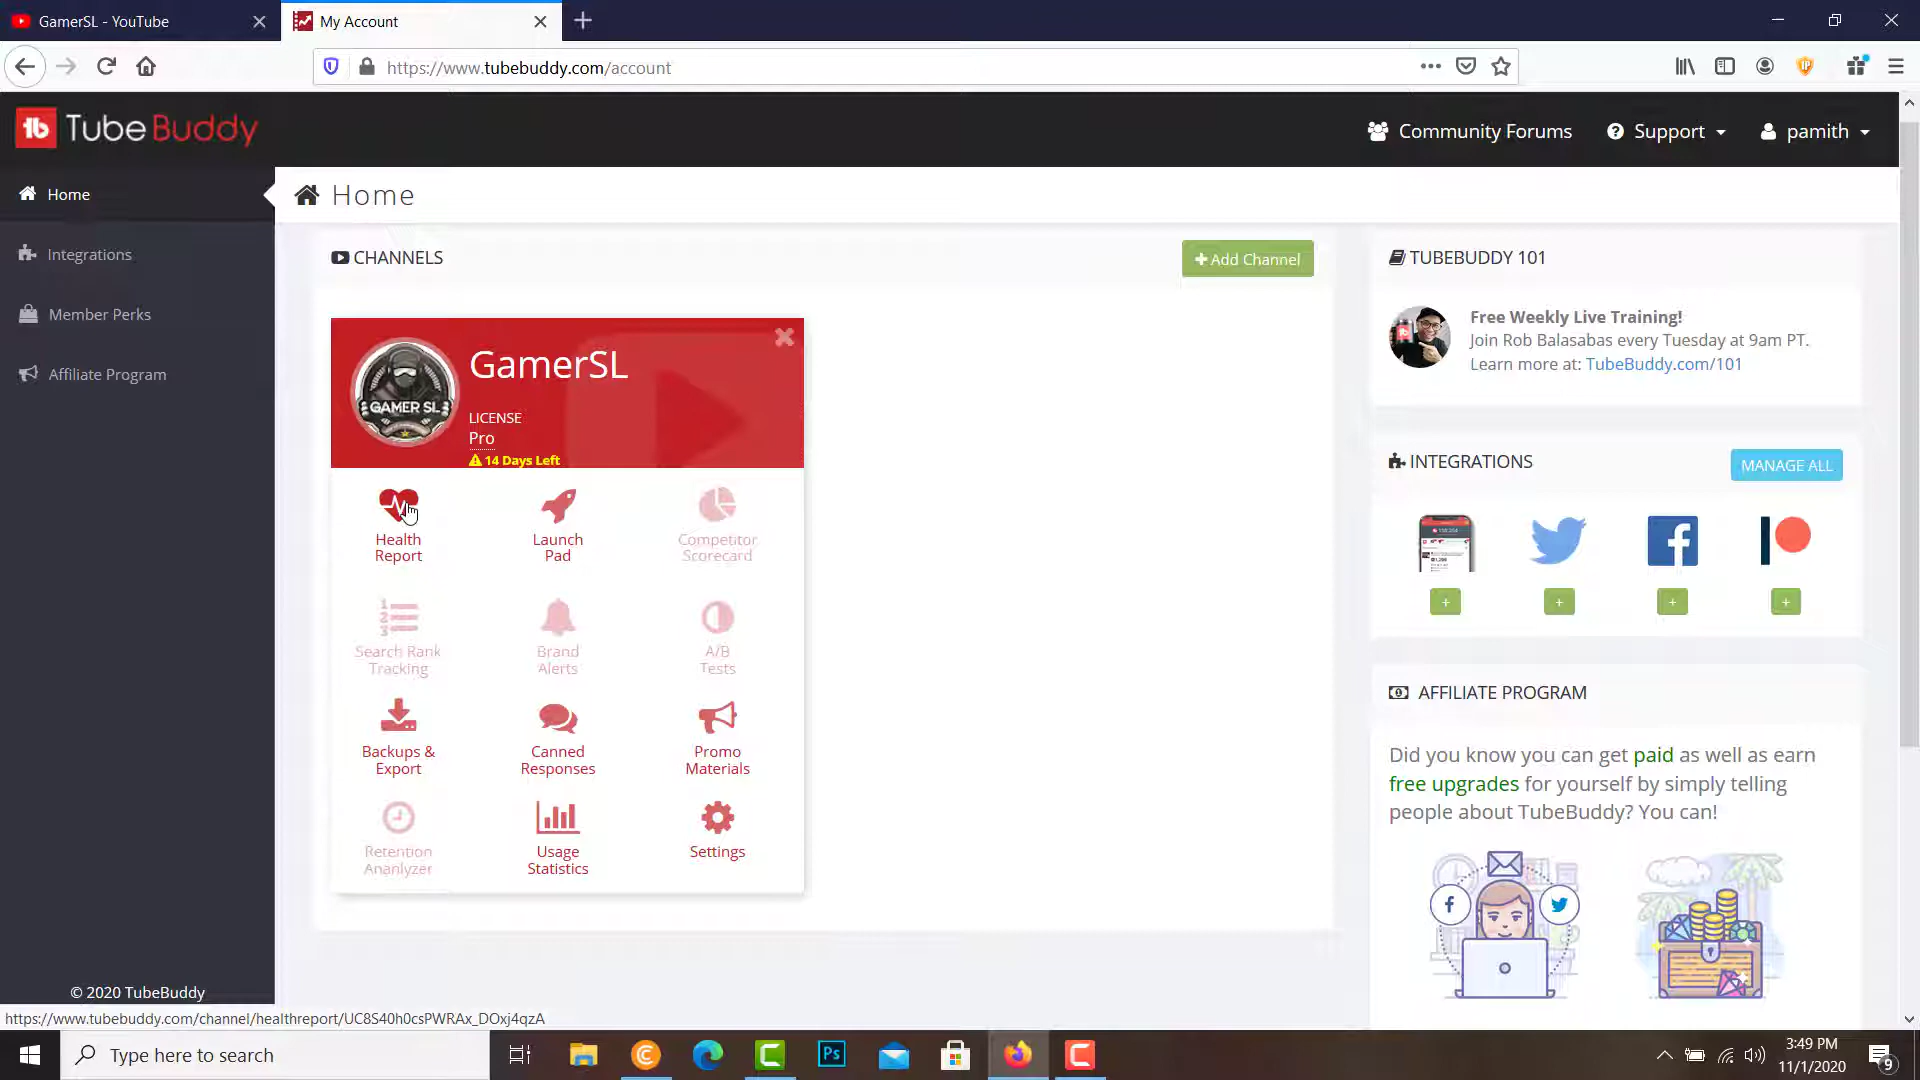 GamerSL - YouTube
My Account
https://www.tubebuddy.com/account
TubeBuddy
Community Forums
Support
pamith
Home
Integrations
Member Perks
Affiliate Program
© 2020 TubeBuddy
Home
CHANNELS
Add Channel
GamerSL
GAMER SL
LICENSE
Pro
14 Days Left
Health
Report
Launch
Pad
Competitor
Scorecard
Search Rank
Tracking
Brand
Alerts
A/B
Tests
Backups &
Export
Canned
Responses
Promo
Materials
Retention
Ananlyzer
Usage
Statistics
Settings
TUBEBUDDY 101
Free Weekly Live Training!
Join Rob Balasabas every Tuesday at 9am PT.
Learn more at: TubeBuddy.com/101
INTEGRATIONS
MANAGE ALL
AFFILIATE PROGRAM
Did you know you can get paid as well as earn
free upgrades for yourself by simply telling
people about TubeBuddy? You can!
https://www.tubebuddy.com/channel/healthreport/UC8S40h0csPWRAx_DOxj4qzA
Type here to search
Ps
3:49 PM
11/1/2020
9